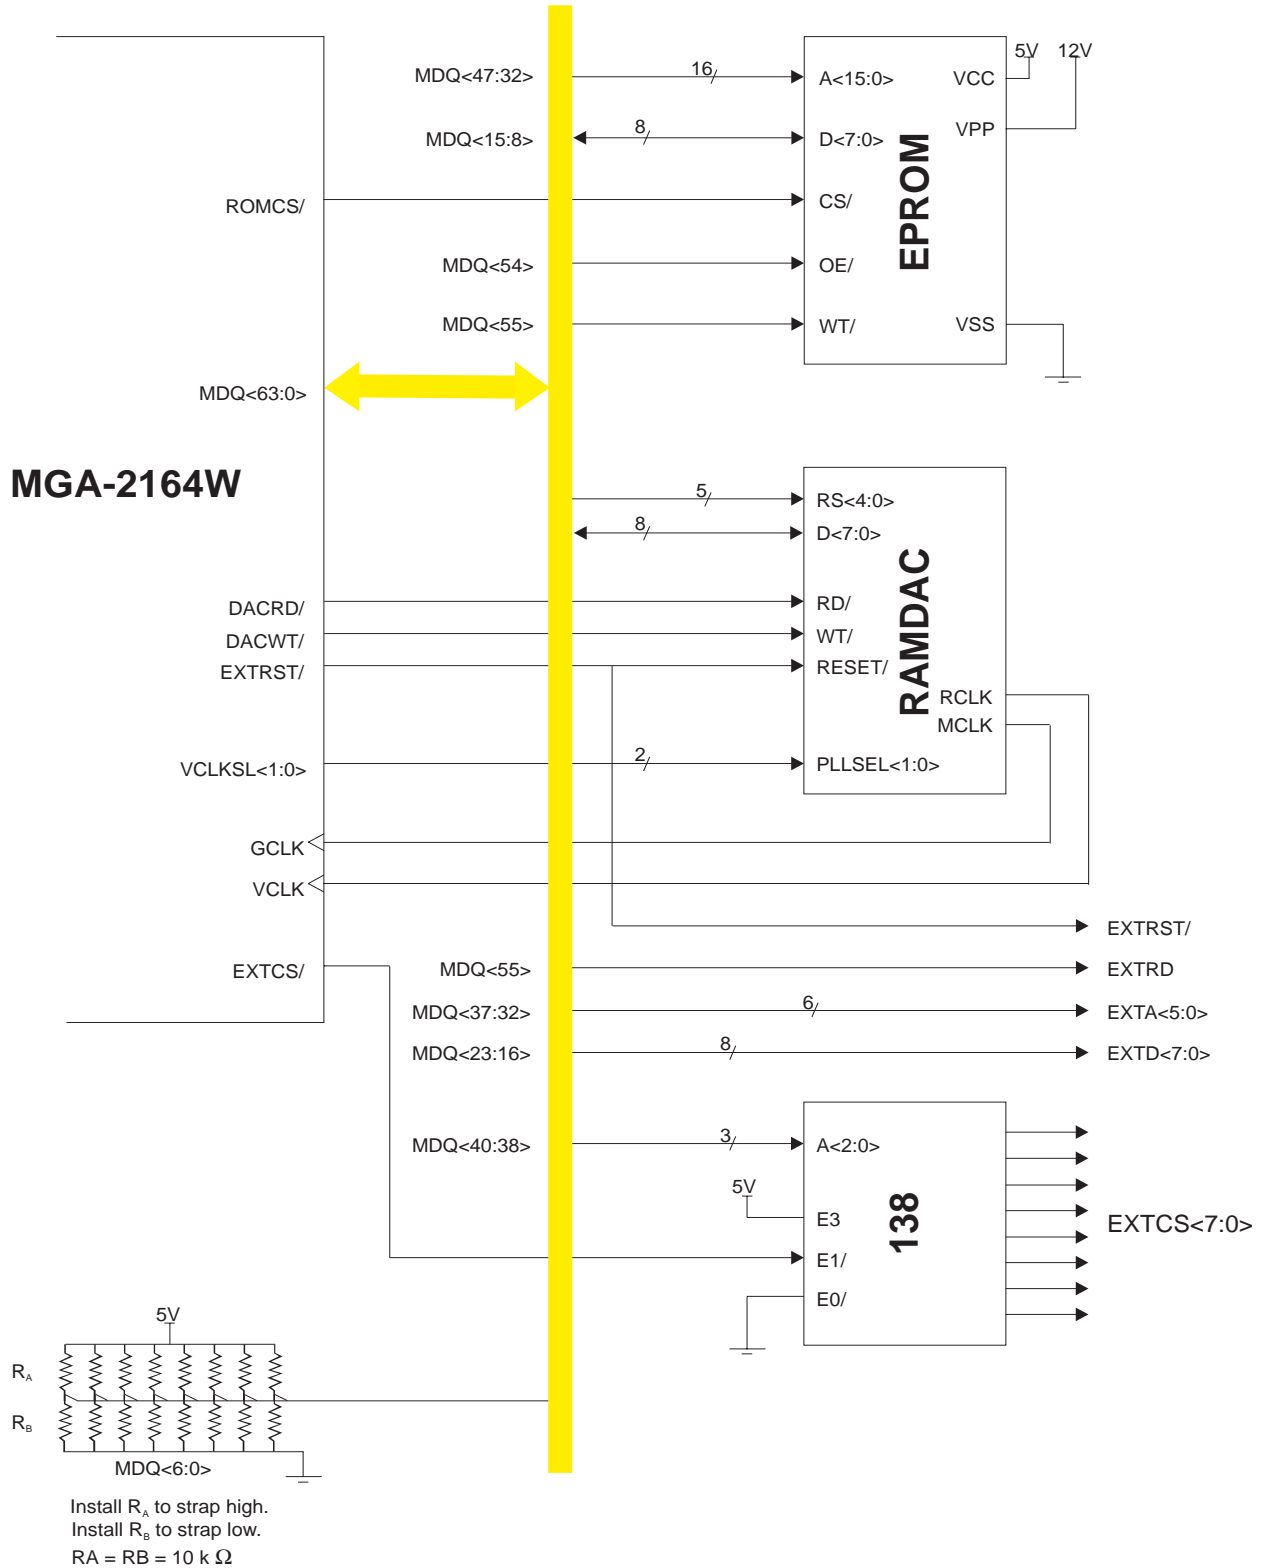 5V 12V
MDQ<47:32> 16 A<15:0> VCC
MDQ<15:8> 8 D<7:0> VPP
EPROM
ROMCS/ CS/
MDQ<54> OE/
MDQ<55> WT/ VSS
MDQ<63:0>
MGA-2164W
5 RS<4:0>
8 D<7:0>
RAMDAC
DACRD/ RD/
DACWT/ WT/
EXTRST/ RESET/
RCLK
MCLK
VCLKSL<1:0> 2 PLLSEL<1:0>
GCLK
VCLK
EXTRST/
EXTCS/ MDQ<55> EXTRD
MDQ<37:32> 6 EXTA<5:0>
MDQ<23:16> 8 EXTD<7:0>
MDQ<40:38> 3 A<2:0>
138
5V
E3 EXTCS<7:0>
E1/
E0/
5V
RA
RB
MDQ<6:0>
Install RA to strap high.
Install RB to strap low.
RA = RB = 10 k Ω